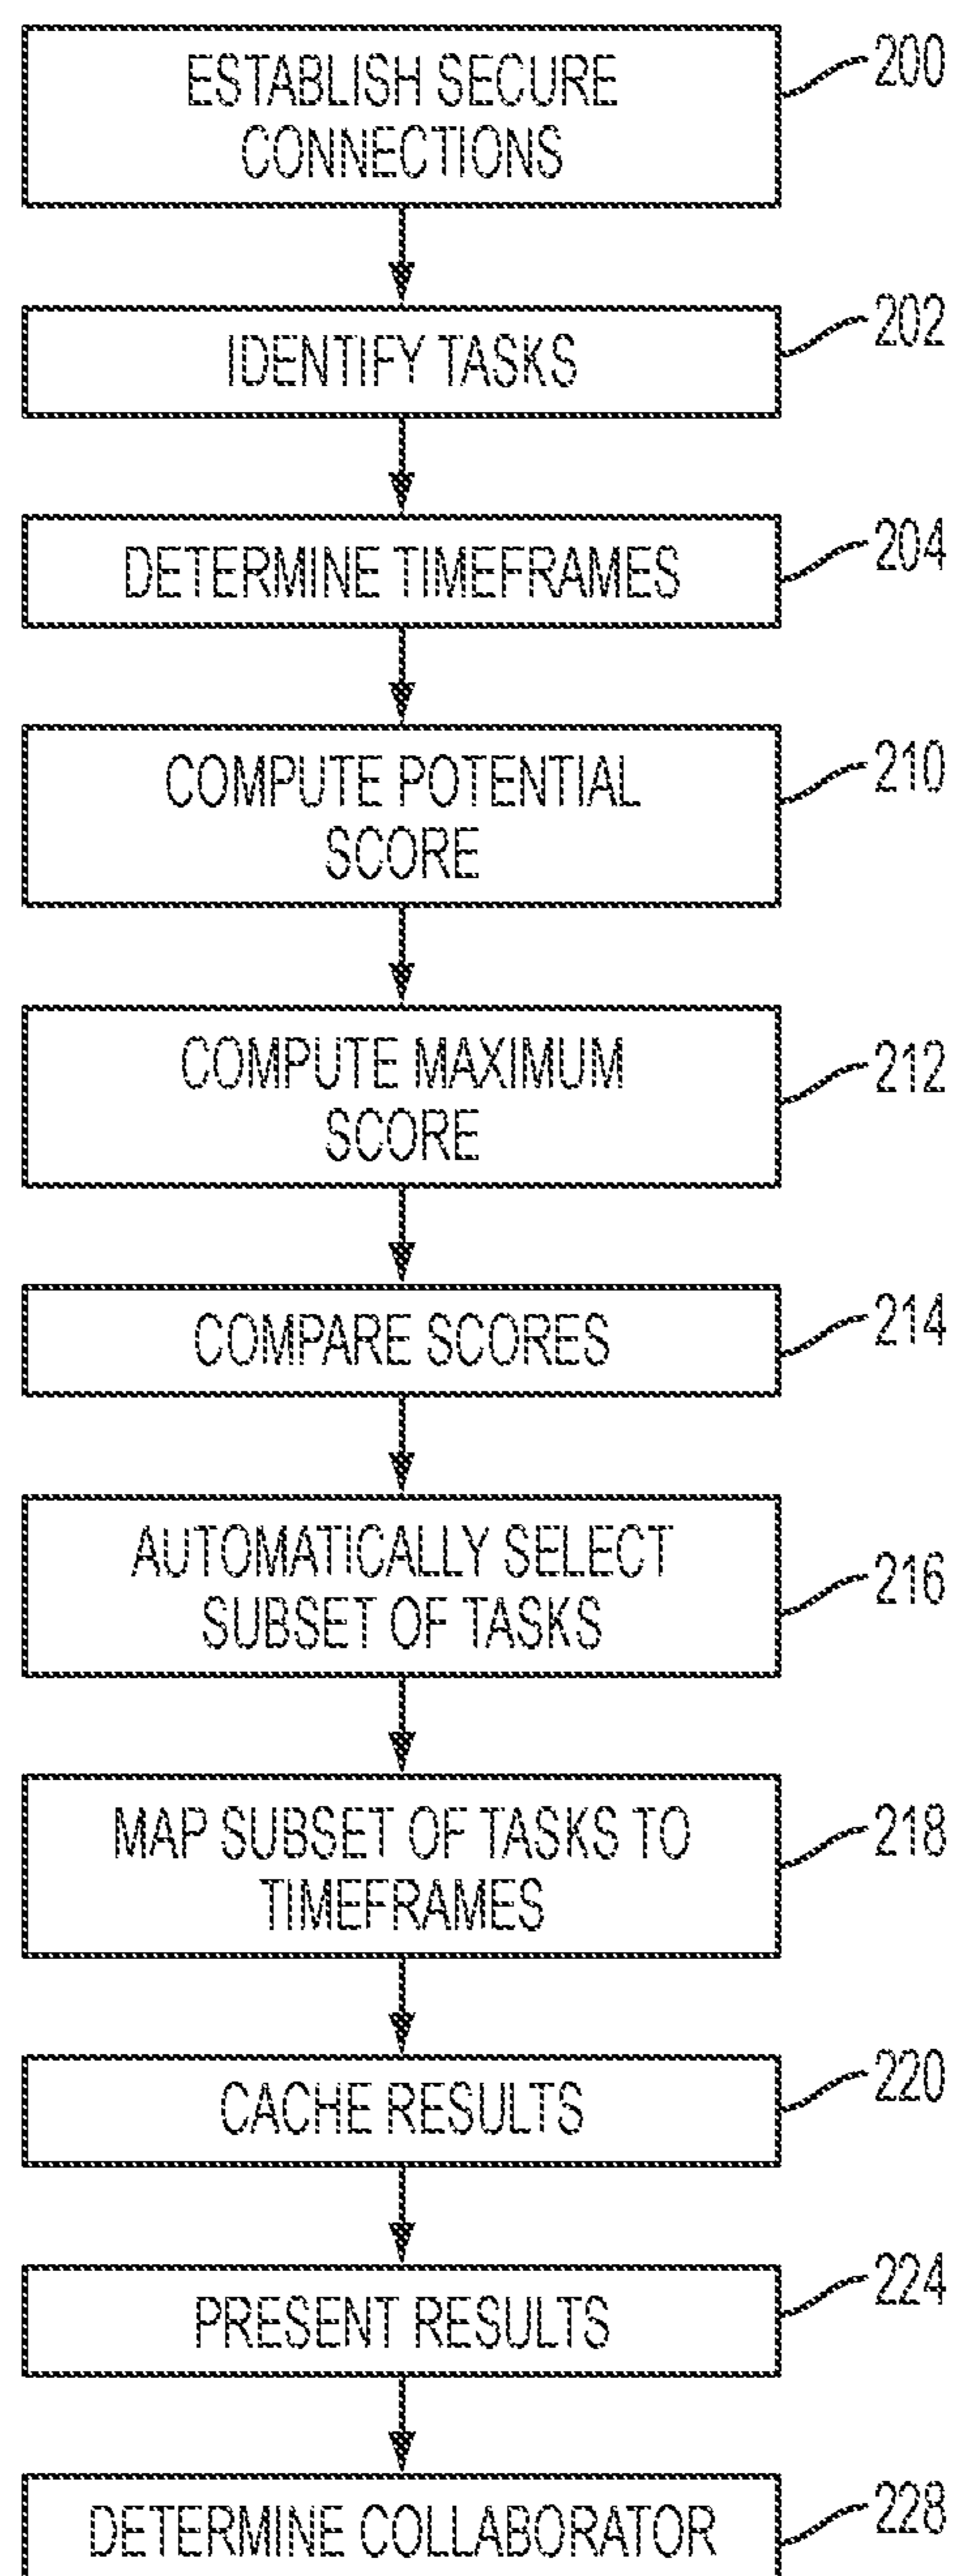 ESTABLISH SECURE
CONNECTIONS
200
IDENTIFY TASKS
202
DETERMINE TIMEFRAMES
204
COMPUTE POTENTIAL
SCORE
210
COMPUTE MAXIMUM
SCORE
212
COMPARE SCORES
214
AUTOMATICALLY SELECT
SUBSET OF TASKS
216
MAP SUBSET OF TASKS TO
TIMEFRAMES
218
CACHE RESULTS
220
PRESENT RESULTS
224
DETERMINE COLLABORATOR
228